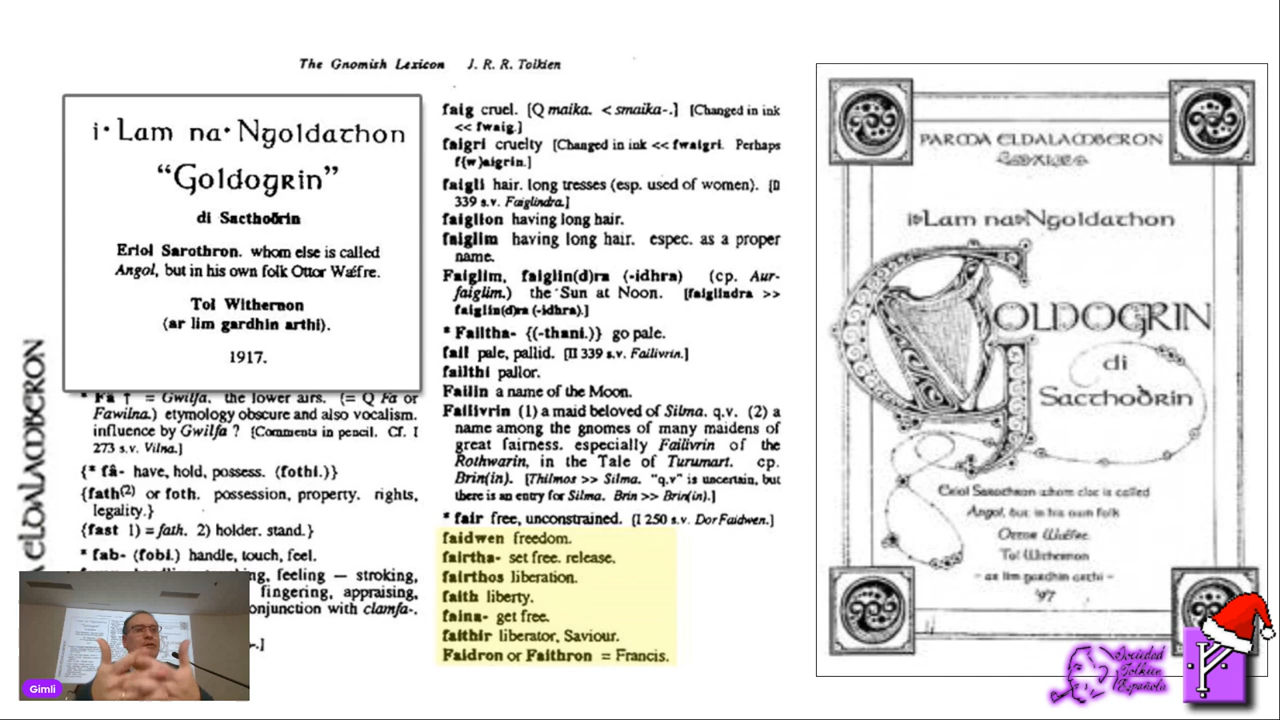 The Gnomish Lexicon J. R. R. Tolkien
i·Lam na·Ngoldathon
“Goldogrin”
di Sacthoðrin
Eriol Sarothron. whom else is called
Angol, but in his own folk Ottor Wǽfre.
Tol Withernon
(ar lim gardhin arthi).
1917.
ELDALAMBERON
* Fâ ↑ = Gwilfa. the lower airs. (= Q Fa or
Fawilna.) etymology obscure and also vocalism.
influence by Gwilfa ? [Comments in pencil. Cf. I
273 s.v. Vilna.]
{* fâ- have, hold, possess. (fothi.)}
{fath(2) or foth. possession, property. rights,
legality.}
{fast 1) = fath. 2) holder. stand.}
* fab- (fobi.) handle, touch, feel.
feeling — stroking,
fingering, appraising,
conjunction with clamfa-.
faig cruel. [Q maika. < smaika-.] [Changed in ink
<< fwaig.]
faigri cruelty [Changed in ink << fwaigri. Perhaps
f(w)aigrin.]
faigli hair. long tresses (esp. used of women). [II
339 s.v. Faiglindra.]
faiglion having long hair.
faiglim having long hair. espec. as a proper
name.
Faiglim, faiglin(d)ra (-idhra) (cp. Aur-
faiglim.) the Sun at Noon. [faiglindra >>
faiglin(d)ra (-idhra).]
* Failtha- {(-thani.)} go pale.
fail pale, pallid. [II 339 s.v. Failivrin.]
failthi pallor.
Failin a name of the Moon.
Failivrin (1) a maid beloved of Silma. q.v. (2) a
name among the gnomes of many maidens of
great fairness. especially Failivrin of the
Rothwarin, in the Tale of Turumart. cp.
Brin(in). [Thilmos >> Silma. “q.v” is uncertain, but
there is an entry for Silma. Brin >> Brin(in).]
* fair free, unconstrained. [I 250 s.v. Dor Faidwen.]
faidwen freedom.
fairtha- set free. release.
fairthos liberation.
faith liberty.
faina- get free.
faithir liberator, Saviour.
Faidron or Faithron = Francis.
PARMA ELDALAMBERON
i·Lam na·Ngoldathon
GOLDOGRIN
di
Sacthoðrin
Eriol Sarothron whom else is called
Angol, but in his own folk
Ottor Wǽfre.
Tol Withernon
- ar lim gardhin arthi -
Gimli
Sociedad
Tolkien
Española